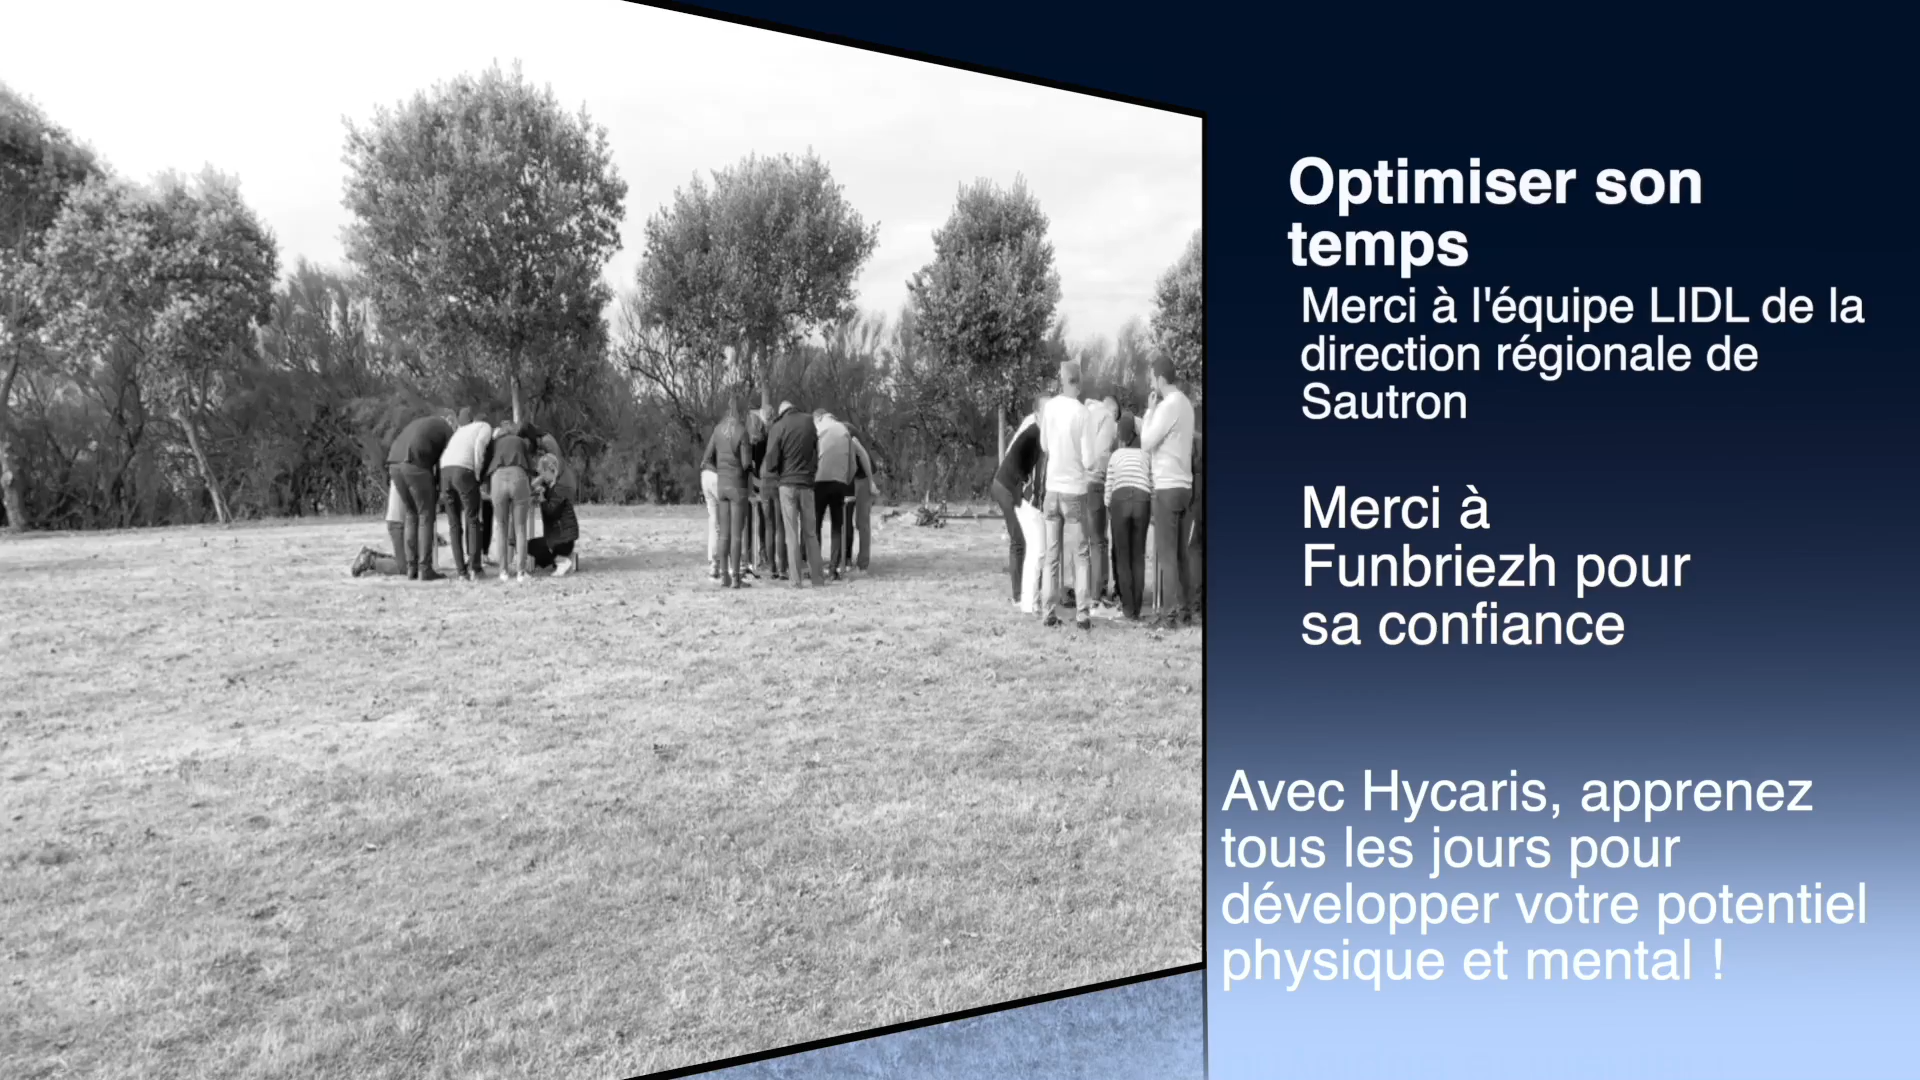 Optimiser son
temps
Merci à l'équipe LIDL de la
direction régionale de
Sautron
Merci à
Funbriezh pour
sa confiance
Avec Hycaris, apprenez
tous les jours pour
développer votre potentiel
physique et mental !